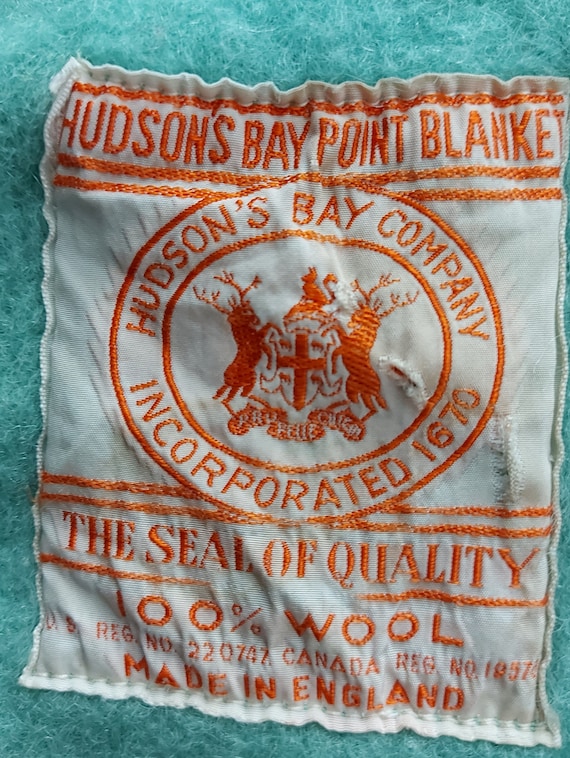 HUDSON'S BAY POINT BLANKET
HUDSON'S BAY COMPANY
INCORPORATED 1670
THE SEAL OF QUALITY
100% WOOL
U.S. REG. NO. 220747. CANADA REG. NO.
MADE IN ENGLAND